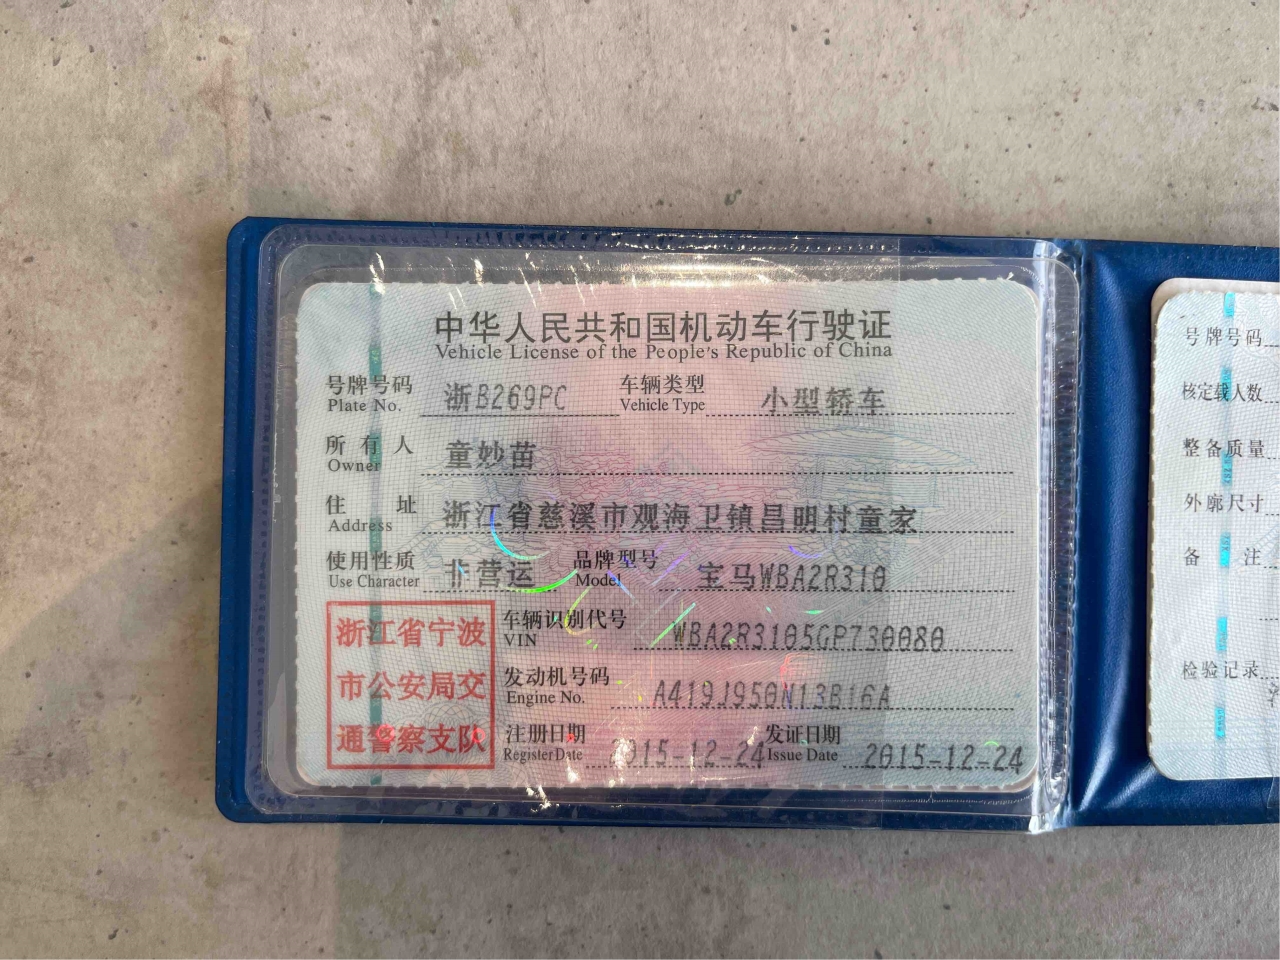 中华人民共和国机动车行驶证
Vehicle License of the People's Republic of China
号牌号码 浙B269PC 车辆类型 小型轿车
Plate No. Vehicle Type
所有人 童妙苗
Owner
住址 浙江省慈溪市观海卫镇昌明村童家
Address
使用性质 非营运 品牌型号 宝马WBA2R310
Use Character Model
浙江省宁波
市公安局交
通警察支队
车辆识别代号 WBA2R3105GP730080
VIN
发动机号码 A419J950N13B16A
Engine No.
注册日期 2015-12-24 发证日期 2015-12-24
Register Date Issue Date
号牌号码
核定载人数
整备质量
外廓尺寸
备注
检验记录